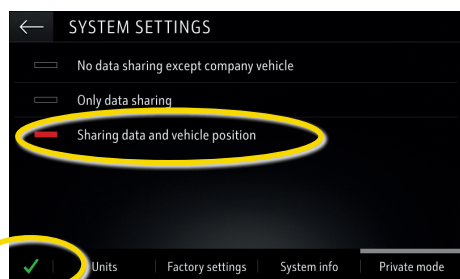 SYSTEM SETTINGS
No data sharing except company vehicle
Only data sharing
Sharing data and vehicle position
Units Factory settings System info Private mode